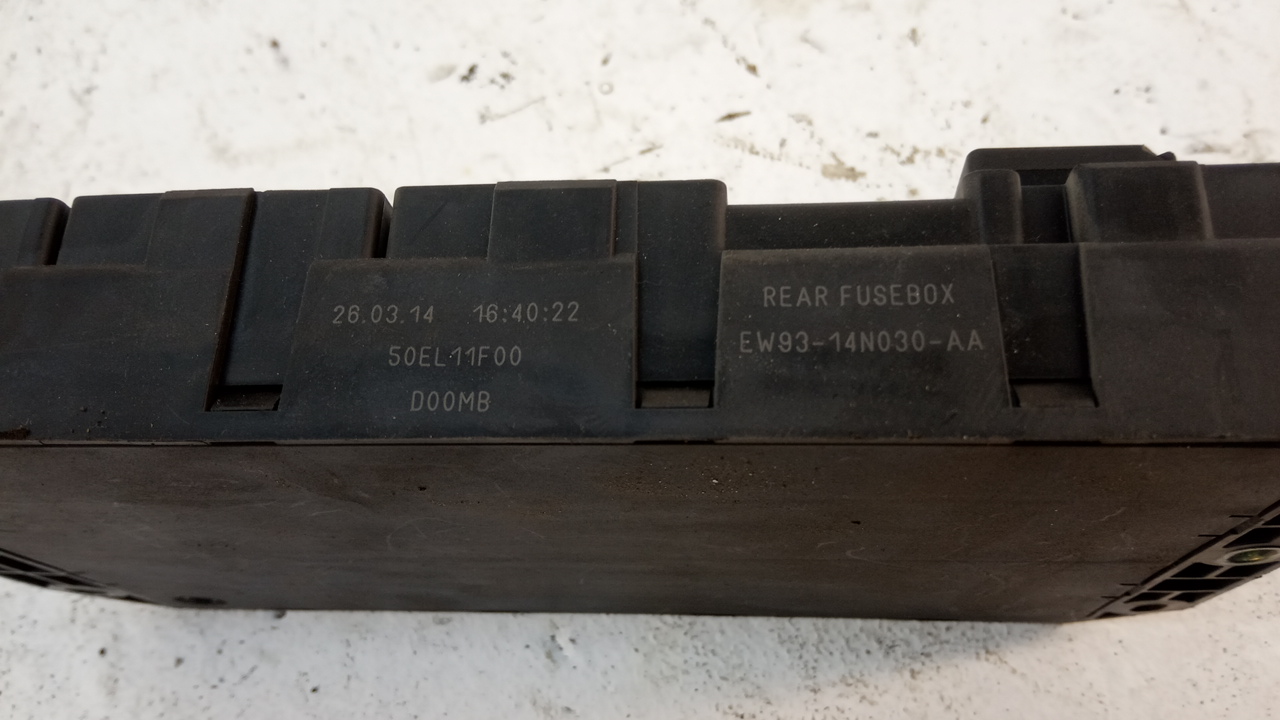 26.03.14 16:40:22
50EL11F00
D00MB
REAR FUSEBOX
EW93-14N030-AA